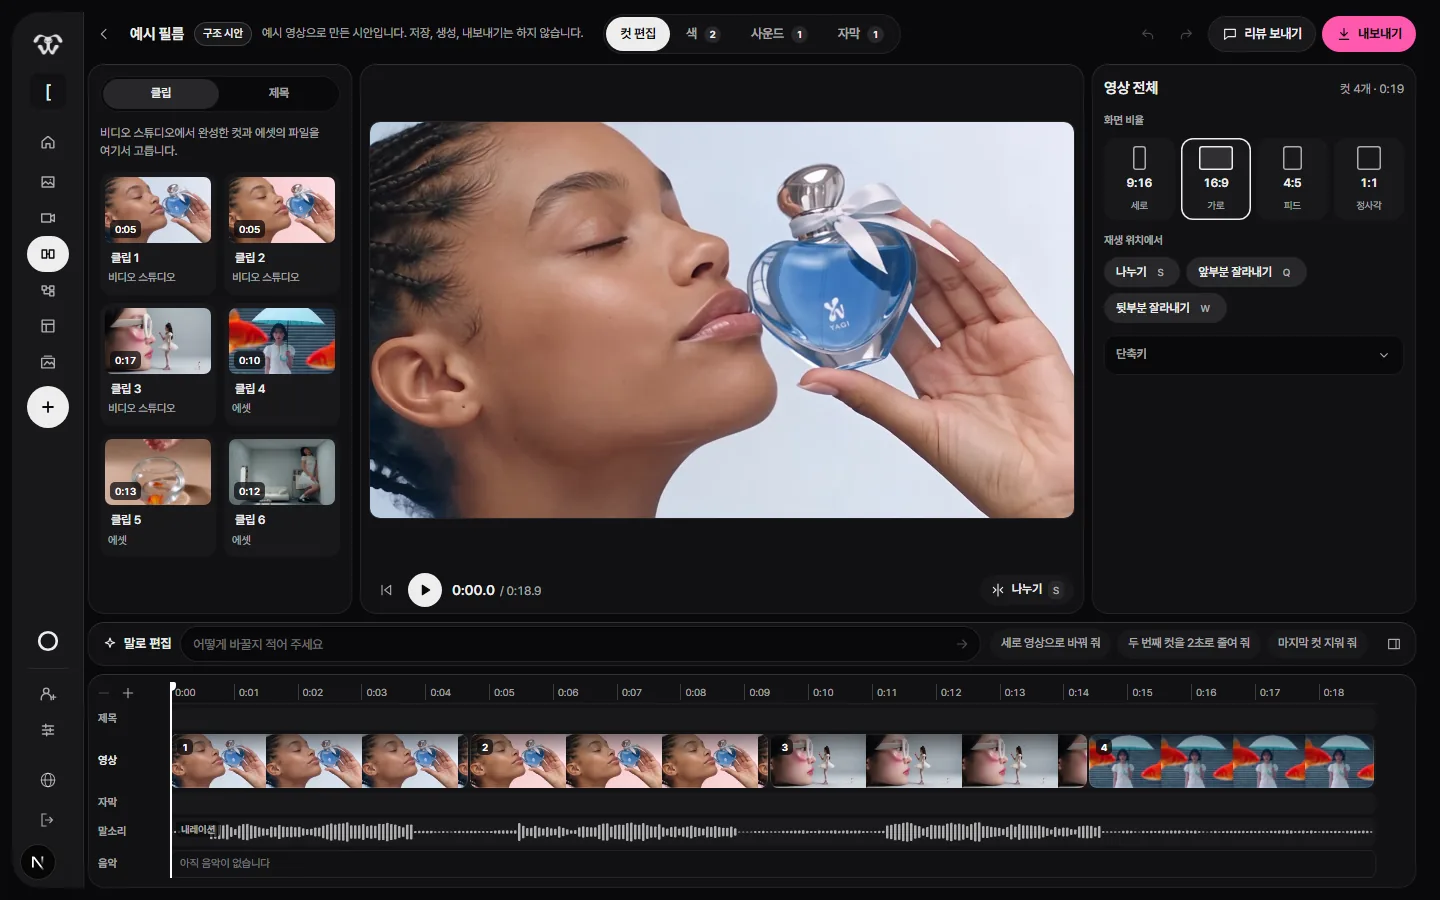 예시 필름
구조 시안
예시 영상으로 만든 시안입니다. 저장, 생성, 내보내기는 하지 않습니다.
컷 편집
색 2
사운드 1
자막 1
리뷰 보내기
내보내기
[
클립
제목
비디오 스튜디오에서 완성한 컷과 에셋의 파일을
여기서 고릅니다.
0:05
클립 1
비디오 스튜디오
0:05
클립 2
비디오 스튜디오
0:17
클립 3
비디오 스튜디오
0:10
클립 4
에셋
0:13
클립 5
에셋
0:12
클립 6
에셋
N
TAGI
0:00.0 / 0:18.9
나누기 S
영상 전체
컷 4개 · 0:19
화면 비율
9:16
세로
16:9
가로
4:5
피드
1:1
정사각
재생 위치에서
나누기 S
앞부분 잘라내기 Q
뒷부분 잘라내기 W
단축키
말로 편집
어떻게 바꿀지 적어 주세요
세로 영상으로 바꿔 줘
두 번째 컷을 2초로 줄여 줘
마지막 컷 지워 줘
0:00 0:01 0:02 0:03 0:04 0:05 0:06 0:07 0:08 0:09 0:10 0:11 0:12 0:13 0:14 0:15 0:16 0:17 0:18
제목
영상
1 2 3 4
자막
말소리
내레이션
음악
아직 음악이 없습니다